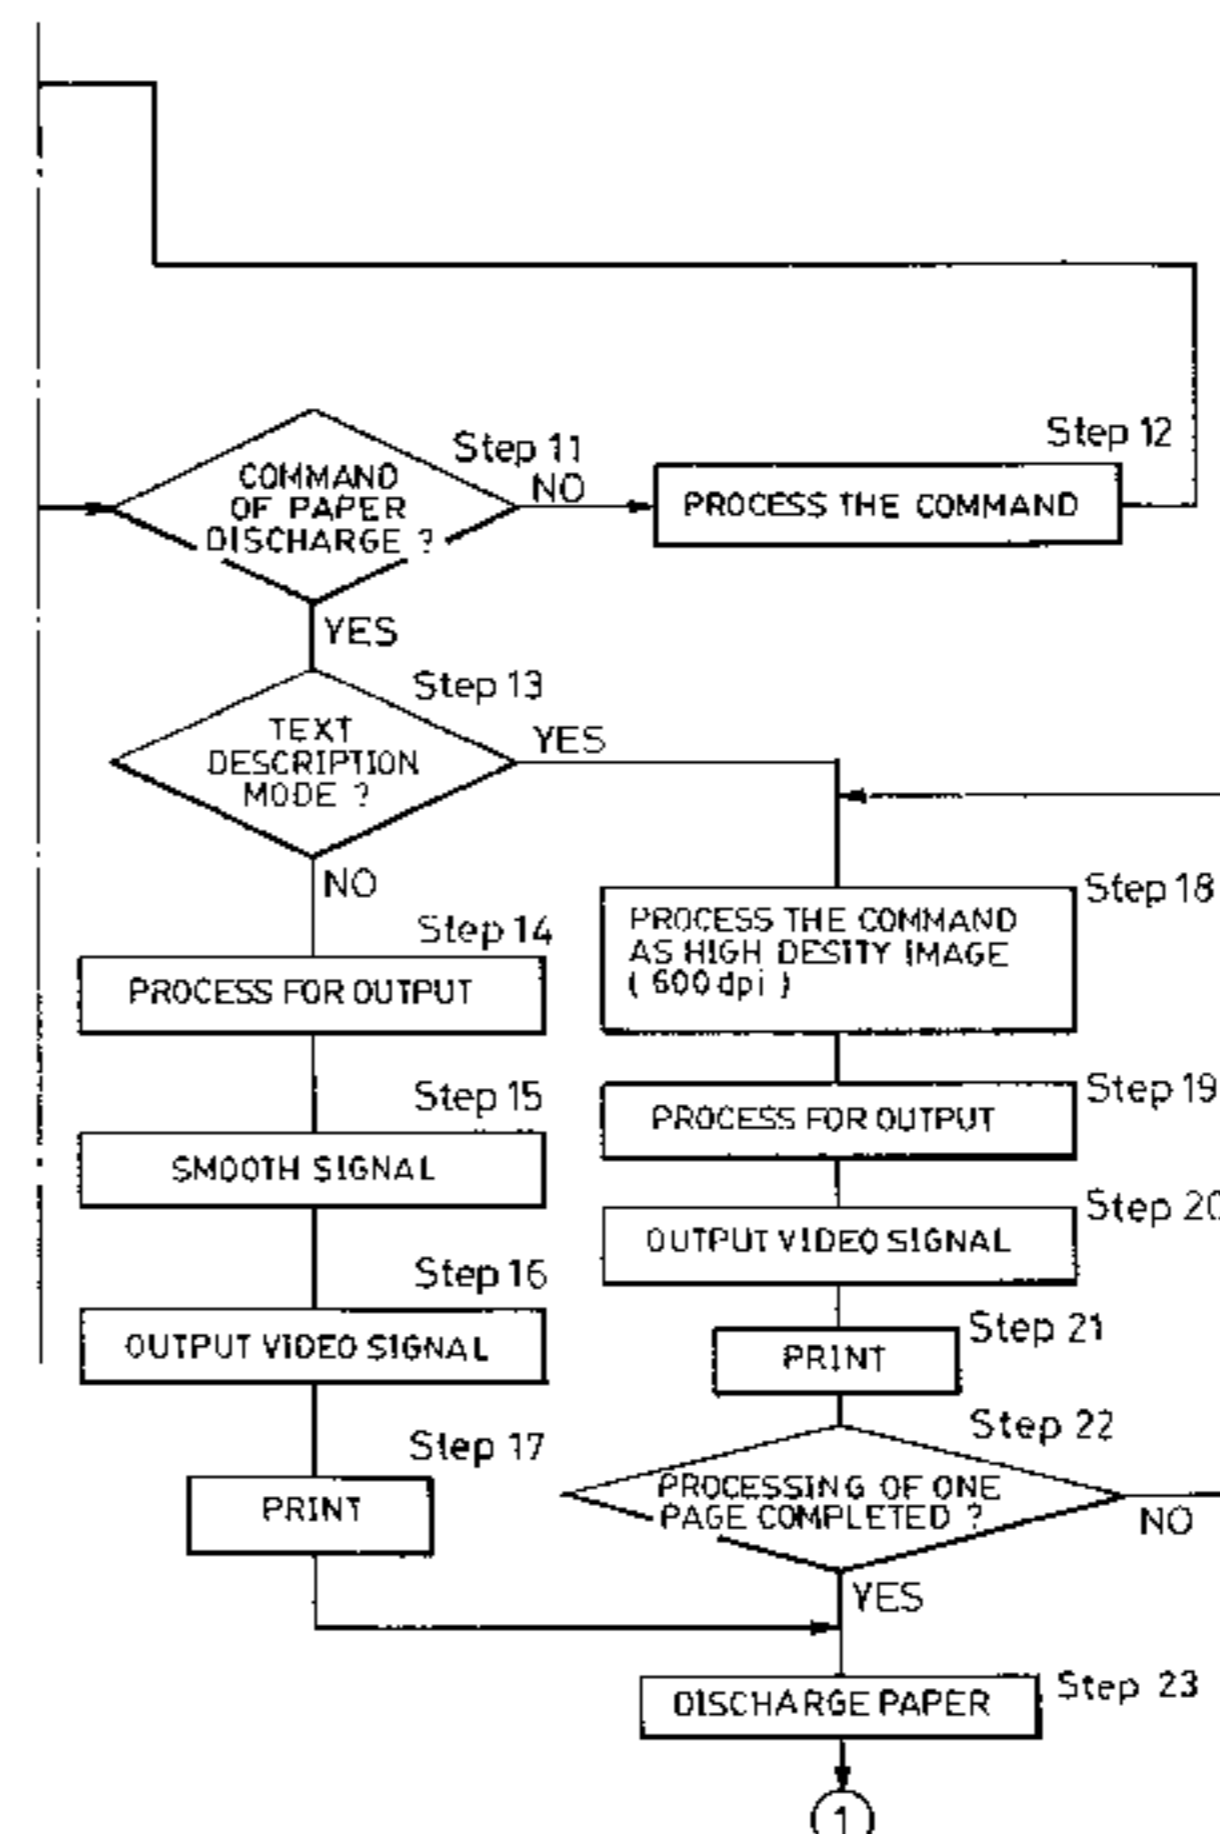 Step 11
COMMAND
OF PAPER
DISCHARGE ?
NO
Step 12
PROCESS THE COMMAND
YES
Step 13
TEXT
DESCRIPTION
MODE ?
YES
NO
Step 14
PROCESS FOR OUTPUT
Step 15
SMOOTH SIGNAL
Step 16
OUTPUT VIDEO SIGNAL
Step 17
PRINT
Step 18
PROCESS THE COMMAND
AS HIGH DESITY IMAGE
( 600 dpi )
Step 19
PROCESS FOR OUTPUT
Step 20
OUTPUT VIDEO SIGNAL
Step 21
PRINT
Step 22
PROCESSING OF ONE
PAGE COMPLETED ?
NO
YES
Step 23
DISCHARGE PAPER
1